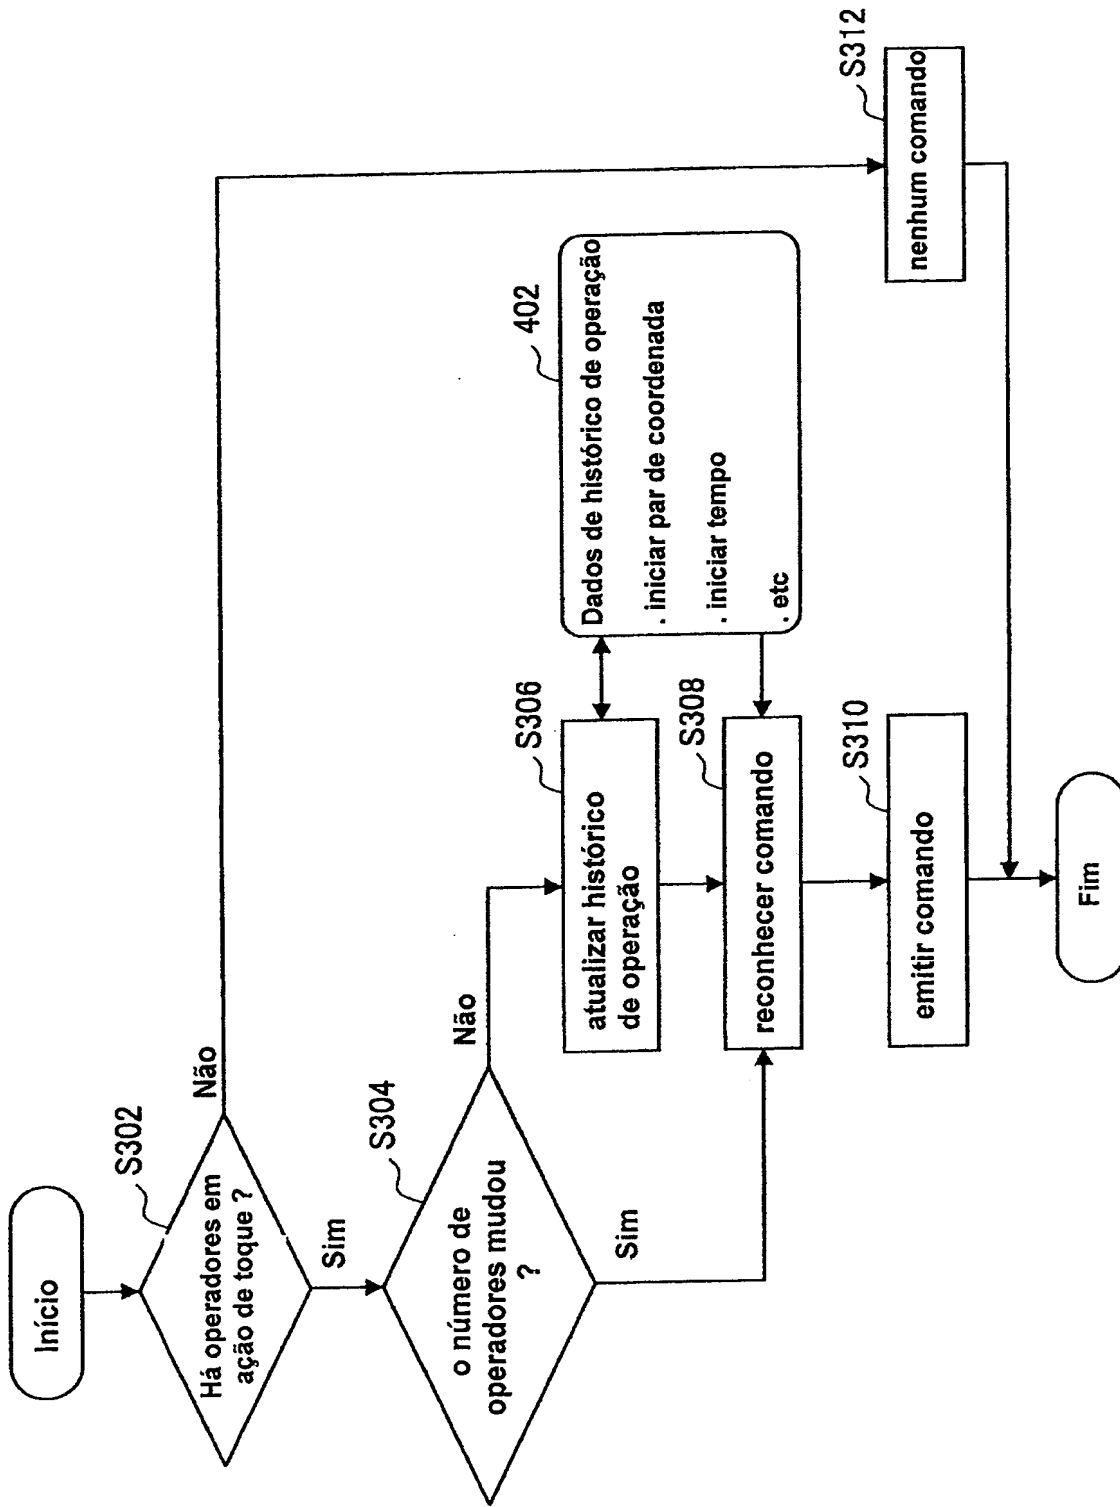 Início
S302
Há operadores em
ação de toque ?
Não
Sim
S304
o número de
operadores mudou
?
Não
Sim
S306
atualizar histórico
de operação
402
Dados de histórico de operação
. iniciar par de coordenada
. iniciar tempo
. etc
S308
reconhecer comando
S310
emitir comando
S312
nenhum comando
Fim